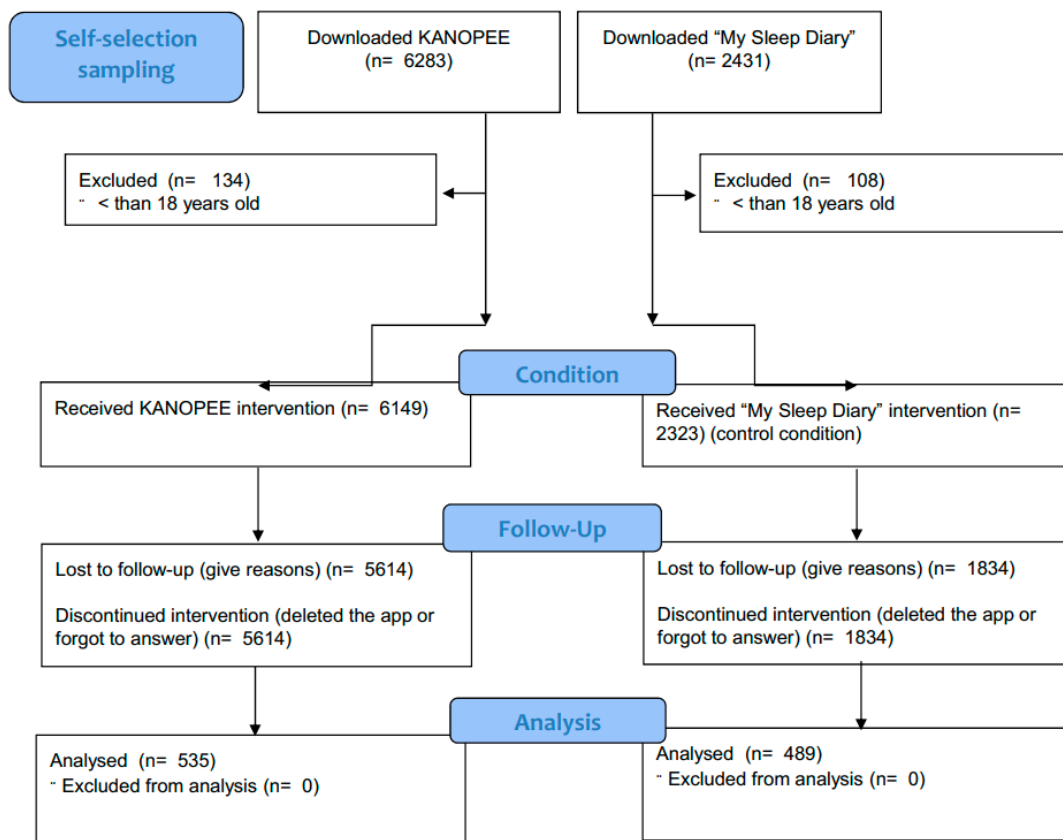 Self-selection
sampling
Downloaded KANOPEE
(n= 6283)
Downloaded “My Sleep Diary”
(n= 2431)
Excluded (n= 134)
¨ < than 18 years old
Excluded (n= 108)
¨ < than 18 years old
Condition
Received KANOPEE intervention (n= 6149)
Received “My Sleep Diary” intervention (n=
2323) (control condition)
Follow-Up
Lost to follow-up (give reasons) (n= 5614)
Discontinued intervention (deleted the app or
forgot to answer) (n= 5614)
Lost to follow-up (give reasons) (n= 1834)
Discontinued intervention (deleted the app or
forgot to answer) (n= 1834)
Analysis
Analysed (n= 535)
¨ Excluded from analysis (n= 0)
Analysed (n= 489)
¨ Excluded from analysis (n= 0)